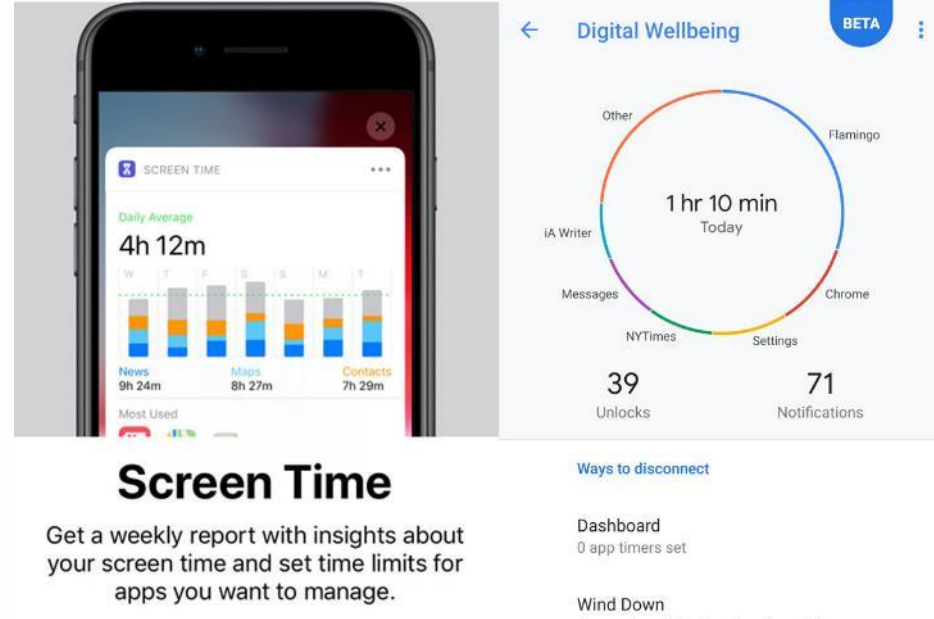 SCREEN TIME
Daily Average
4h 12m
W T F S S M T
News Maps Contacts
9h 24m 8h 27m 7h 29m
Most Used
Screen Time
Get a weekly report with insights about
your screen time and set time limits for
apps you want to manage.
Digital Wellbeing
BETA
Other
Flamingo
1 hr 10 min
Today
iA Writer
Messages
Chrome
NYTimes
Settings
39 71
Unlocks Notifications
Ways to disconnect
Dashboard
0 app timers set
Wind Down